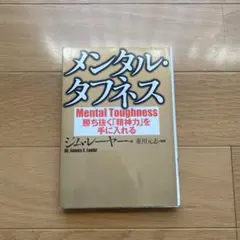 メンタル・
タフネス
Mental Toughness
勝ち抜く「精神力」を
手に入れる
ジム・レーヤー
Dr. James E. Loehr